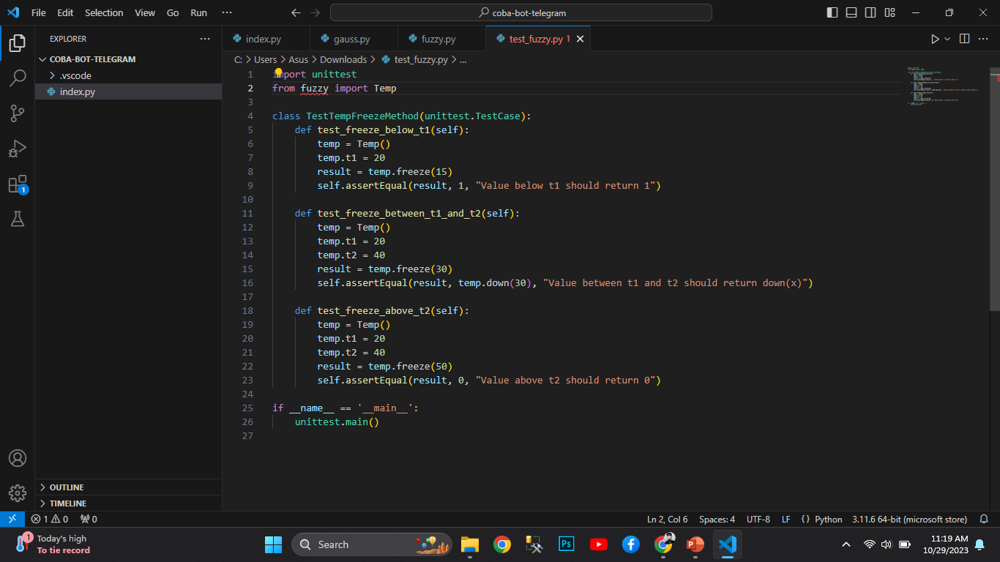 File Edit Selection View Go Run ··· coba-bot-telegram
EXPLORER ···
COBA-BOT-TELEGRAM
.vscode
index.py
OUTLINE
TIMELINE
index.py gauss.py fuzzy.py test_fuzzy.py 1
C: > Users > Asus > Downloads > test_fuzzy.py > ...
1 import unittest
2 from fuzzy import Temp
3
4 class TestTempFreezeMethod(unittest.TestCase):
5 def test_freeze_below_t1(self):
6 temp = Temp()
7 temp.t1 = 20
8 result = temp.freeze(15)
9 self.assertEqual(result, 1, "Value below t1 should return 1")
10
11 def test_freeze_between_t1_and_t2(self):
12 temp = Temp()
13 temp.t1 = 20
14 temp.t2 = 40
15 result = temp.freeze(30)
16 self.assertEqual(result, temp.down(30), "Value between t1 and t2 should return down(x)")
17
18 def test_freeze_above_t2(self):
19 temp = Temp()
20 temp.t1 = 20
21 temp.t2 = 40
22 result = temp.freeze(50)
23 self.assertEqual(result, 0, "Value above t2 should return 0")
24
25 if __name__ == '__main__':
26 unittest.main()
27
1
1 0 0
Ln 2, Col 6 Spaces: 4 UTF-8 LF {} Python 3.11.6 64-bit (microsoft store)
1
Today's high
To tie record
Search
Ps
P
11:19 AM
10/29/2023